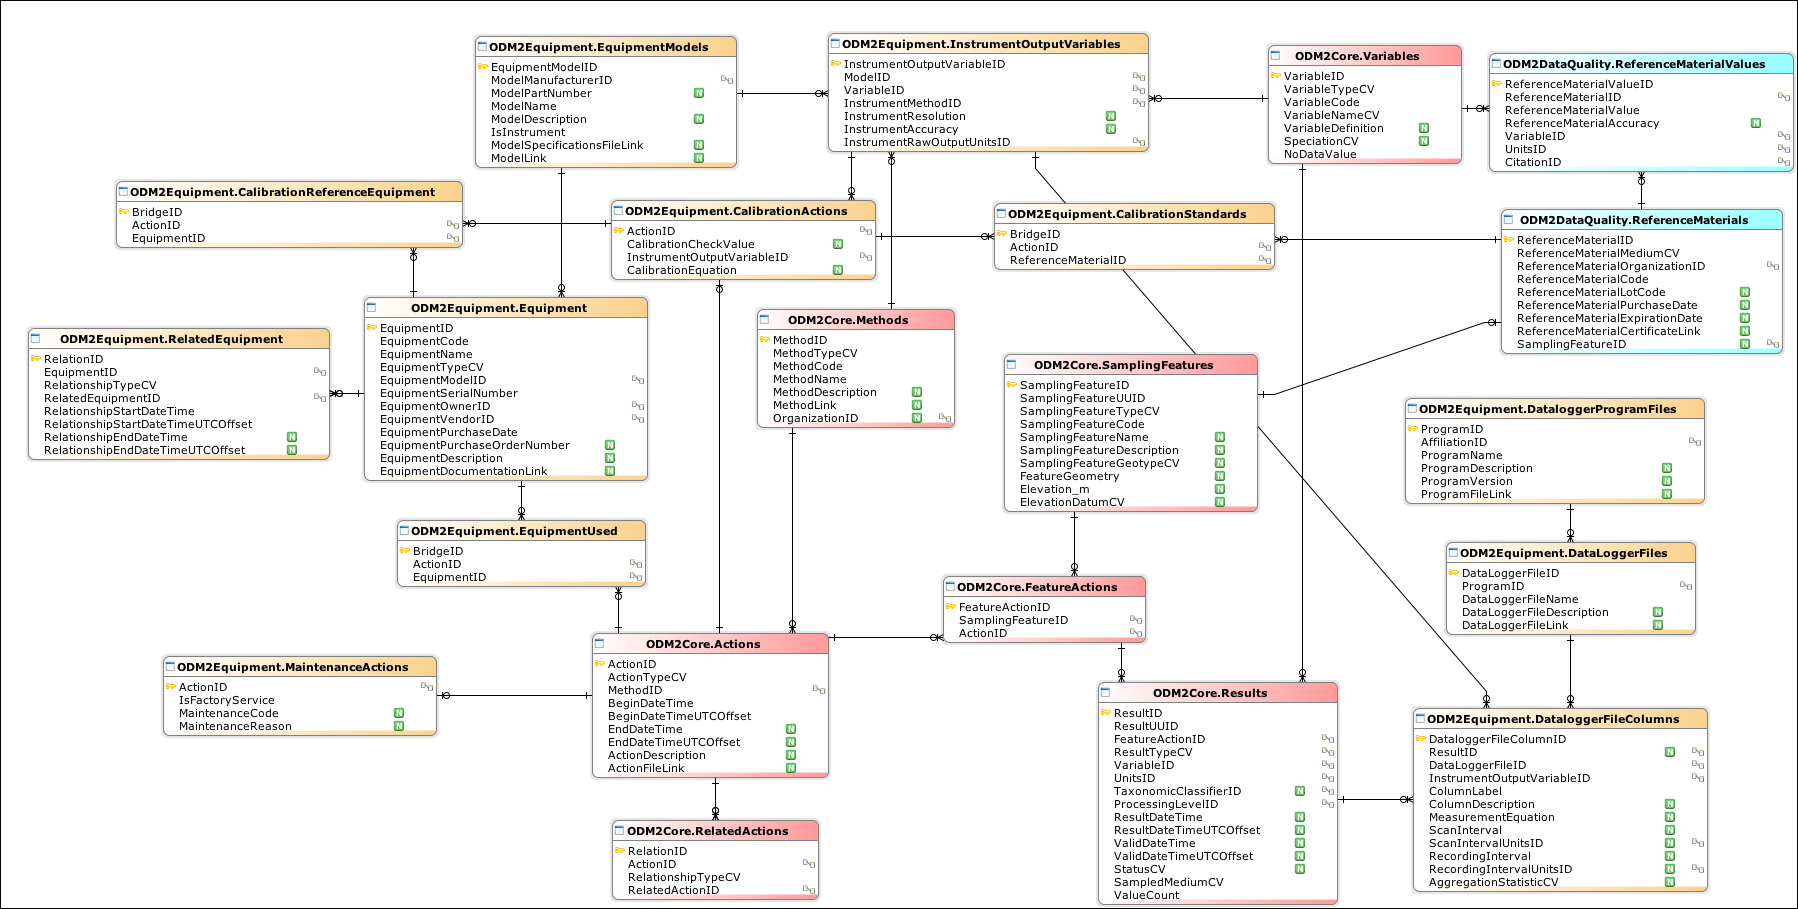 ODM2Equipment.EquipmentModels
EquipmentModelID
ModelManufacturerID
ModelPartNumber N
ModelName
ModelDescription N
IsInstrument
ModelSpecificationsFileLink N
ModelLink N
ODM2Equipment.InstrumentOutputVariables
InstrumentOutputVariableID
ModelID
VariableID
InstrumentMethodID
InstrumentResolution N
InstrumentAccuracy N
InstrumentRawOutputUnitsID
ODM2Core.Variables
VariableID
VariableTypeCV
VariableCode
VariableNameCV
VariableDefinition N
SpeciationCV N
NoDataValue
ODM2DataQuality.ReferenceMaterialValues
ReferenceMaterialValueID
ReferenceMaterialID
ReferenceMaterialValue
ReferenceMaterialAccuracy N
VariableID
UnitsID
CitationID
ODM2Equipment.CalibrationReferenceEquipment
BridgeID
ActionID
EquipmentID
ODM2Equipment.CalibrationActions
ActionID
CalibrationCheckValue N
InstrumentOutputVariableID
CalibrationEquation N
ODM2Equipment.CalibrationStandards
BridgeID
ActionID
ReferenceMaterialID
ODM2DataQuality.ReferenceMaterials
ReferenceMaterialID
ReferenceMaterialMediumCV
ReferenceMaterialOrganizationID
ReferenceMaterialCode
ReferenceMaterialLotCode N
ReferenceMaterialPurchaseDate N
ReferenceMaterialExpirationDate N
ReferenceMaterialCertificateLink N
SamplingFeatureID N
ODM2Equipment.RelatedEquipment
RelationID
EquipmentID
RelationshipTypeCV
RelatedEquipmentID
RelationshipStartDateTime
RelationshipStartDateTimeUTCOffset
RelationshipEndDateTime N
RelationshipEndDateTimeUTCOffset N
ODM2Equipment.Equipment
EquipmentID
EquipmentCode
EquipmentName
EquipmentTypeCV
EquipmentModelID
EquipmentSerialNumber
EquipmentOwnerID
EquipmentVendorID
EquipmentPurchaseDate
EquipmentPurchaseOrderNumber N
EquipmentDescription N
EquipmentDocumentationLink N
ODM2Core.Methods
MethodID
MethodTypeCV
MethodCode
MethodName
MethodDescription N
MethodLink N
OrganizationID N
ODM2Core.SamplingFeatures
SamplingFeatureID
SamplingFeatureUUID
SamplingFeatureTypeCV
SamplingFeatureCode
SamplingFeatureName N
SamplingFeatureDescription N
SamplingFeatureGeotypeCV N
FeatureGeometry N
Elevation_m N
ElevationDatumCV N
ODM2Equipment.DataloggerProgramFiles
ProgramID
AffiliationID
ProgramName
ProgramDescription N
ProgramVersion N
ProgramFileLink N
ODM2Equipment.EquipmentUsed
BridgeID
ActionID
EquipmentID
ODM2Equipment.DataLoggerFiles
DataLoggerFileID
ProgramID
DataLoggerFileName
DataLoggerFileDescription N
DataLoggerFileLink N
ODM2Core.FeatureActions
FeatureActionID
SamplingFeatureID
ActionID
ODM2Equipment.MaintenanceActions
ActionID
IsFactoryService
MaintenanceCode N
MaintenanceReason N
ODM2Core.Actions
ActionID
ActionTypeCV
MethodID
BeginDateTime
BeginDateTimeUTCOffset
EndDateTime N
EndDateTimeUTCOffset N
ActionDescription N
ActionFileLink N
ODM2Core.Results
ResultID
ResultUUID
FeatureActionID
ResultTypeCV
VariableID
UnitsID
TaxonomicClassifierID N
ProcessingLevelID
ResultDateTime N
ResultDateTimeUTCOffset N
ValidDateTime N
ValidDateTimeUTCOffset N
StatusCV N
SampledMediumCV
ValueCount
ODM2Equipment.DataloggerFileColumns
DataloggerFileColumnID
ResultID N
DataLoggerFileID
InstrumentOutputVariableID
ColumnLabel
ColumnDescription N
MeasurementEquation N
ScanInterval N
ScanIntervalUnitsID N
RecordingInterval N
RecordingIntervalUnitsID N
AggregationStatisticCV N
ODM2Core.RelatedActions
RelationID
ActionID
RelationshipTypeCV
RelatedActionID